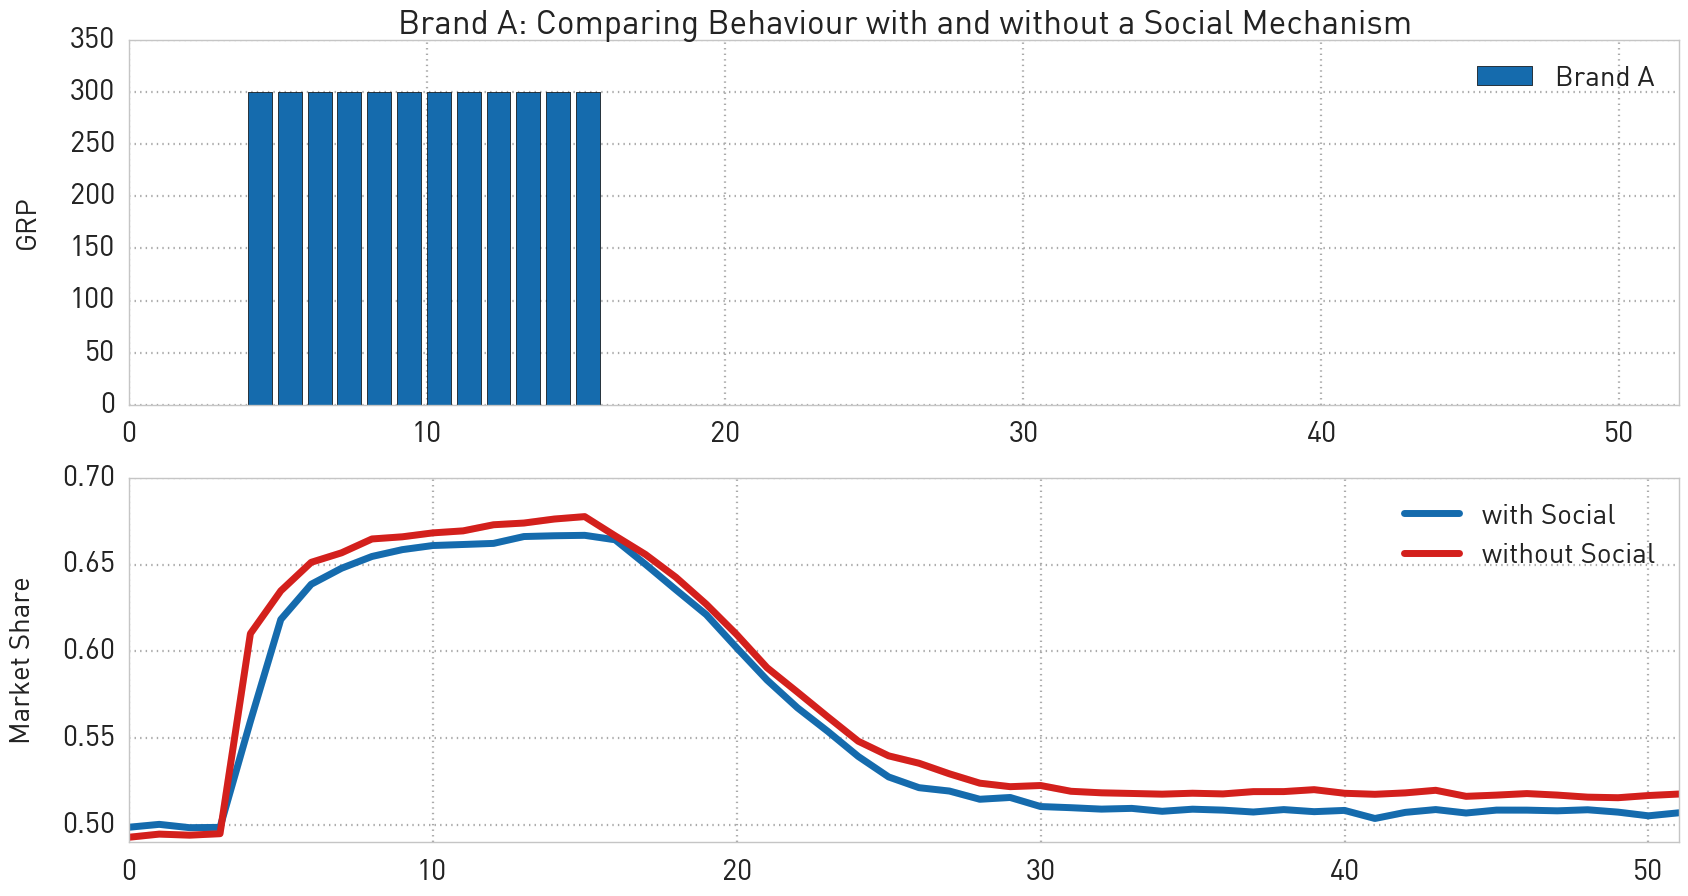 Brand A: Comparing Behaviour with and without a Social Mechanism
350
300
250
200
150
100
50
0
GRP
Brand A
0 10 20 30 40 50
0.70
0.65
0.60
0.55
0.50
Market Share
with Social
without Social
0 10 20 30 40 50